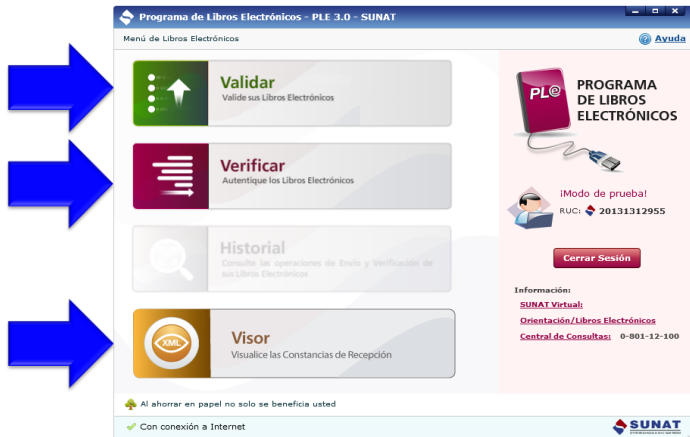 Programa de Libros Electrónicos - PLE 3.0 - SUNAT
Menú de Libros Electrónicos
Ayuda
Validar
Valide sus Libros Electrónicos
Verificar
Autentique los Libros Electrónicos
Historial
Consulte las operaciones de Envío y Verificación de
sus Libros Electrónicos
XML
Visor
Visualice las Constancias de Recepción
PLe
PROGRAMA
DE LIBROS
ELECTRÓNICOS
¡Modo de prueba!
RUC: 20131312955
Cerrar Sesión
Información:
SUNAT Virtual:
Orientación/Libros Electrónicos
Central de Consultas: 0-801-12-100
Al ahorrar en papel no solo se beneficia usted
Con conexión a Internet
SUNAT